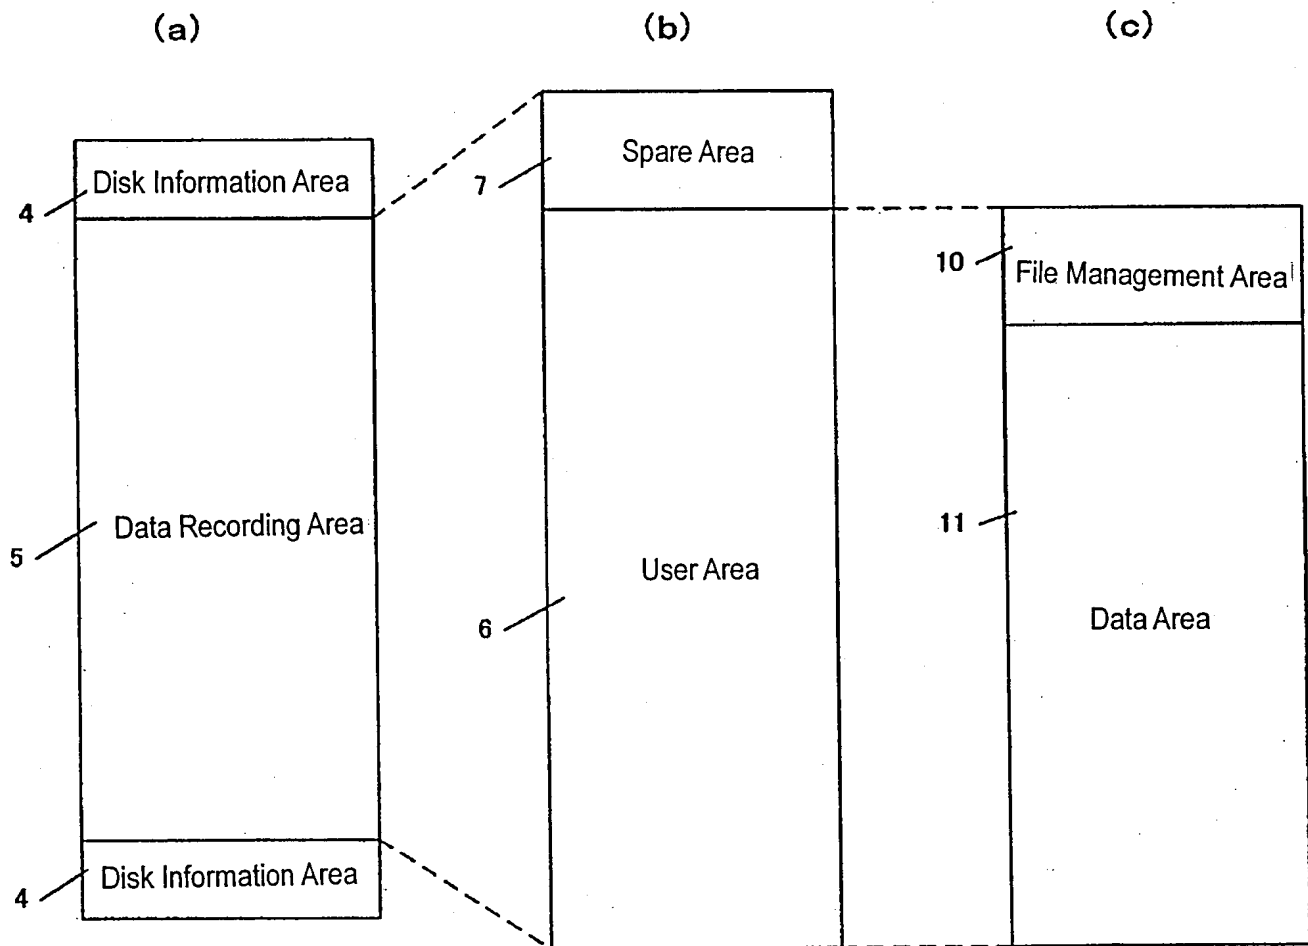 (a)
(b)
(c)
Disk Information Area
4
Data Recording Area
5
Disk Information Area
4
Spare Area
7
User Area
6
File Management Area
10
Data Area
11